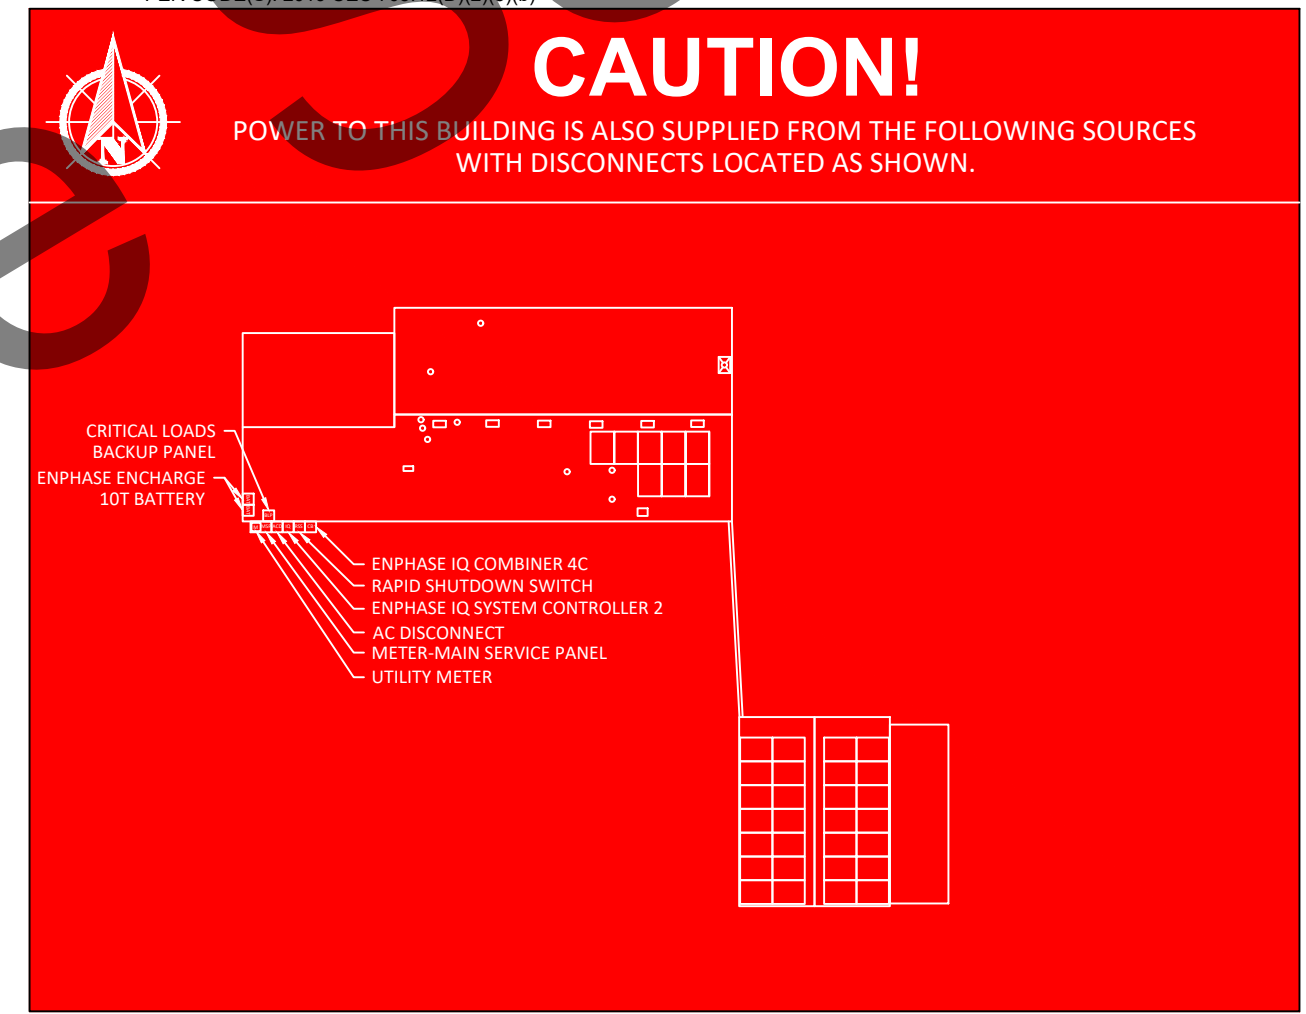 N
CAUTION!
POWER TO THIS BUILDING IS ALSO SUPPLIED FROM THE FOLLOWING SOURCES
WITH DISCONNECTS LOCATED AS SHOWN.
CRITICAL LOADS
BACKUP PANEL
ENPHASE ENCHARGE
10T BATTERY
ENPHASE IQ COMBINER 4C
RAPID SHUTDOWN SWITCH
ENPHASE IQ SYSTEM CONTROLLER 2
AC DISCONNECT
METER-MAIN SERVICE PANEL
UTILITY METER